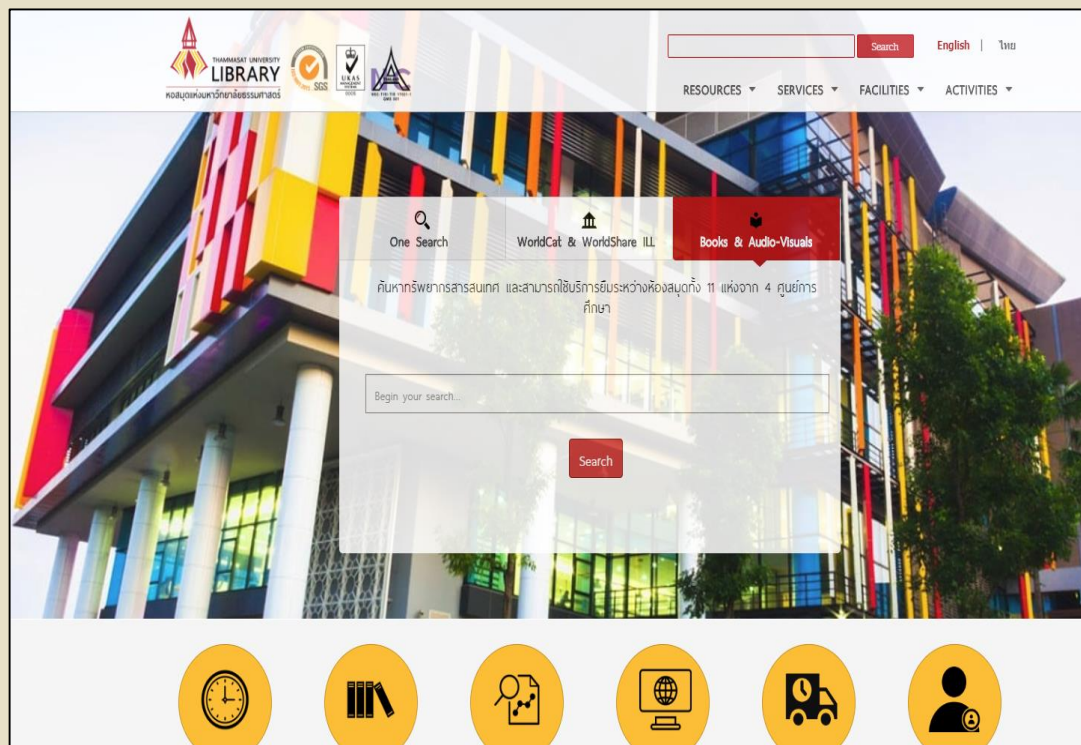 Search
English | ไทย
THAMMASAT UNIVERSITY
LIBRARY
หอสมุดแห่งมหาวิทยาลัยธรรมศาสตร์
SGS
UKAS
RESOURCES
SERVICES
FACILITIES
ACTIVITIES
One Search
WorldCat & WorldShare ILL
Books & Audio-Visuals
ค้นหาทรัพยากรสารสนเทศ และสามารถใช้บริการยืมระหว่างห้องสมุดทั้ง 11 แห่งจาก 4 ศูนย์การ
ศึกษา
Begin your search...
Search